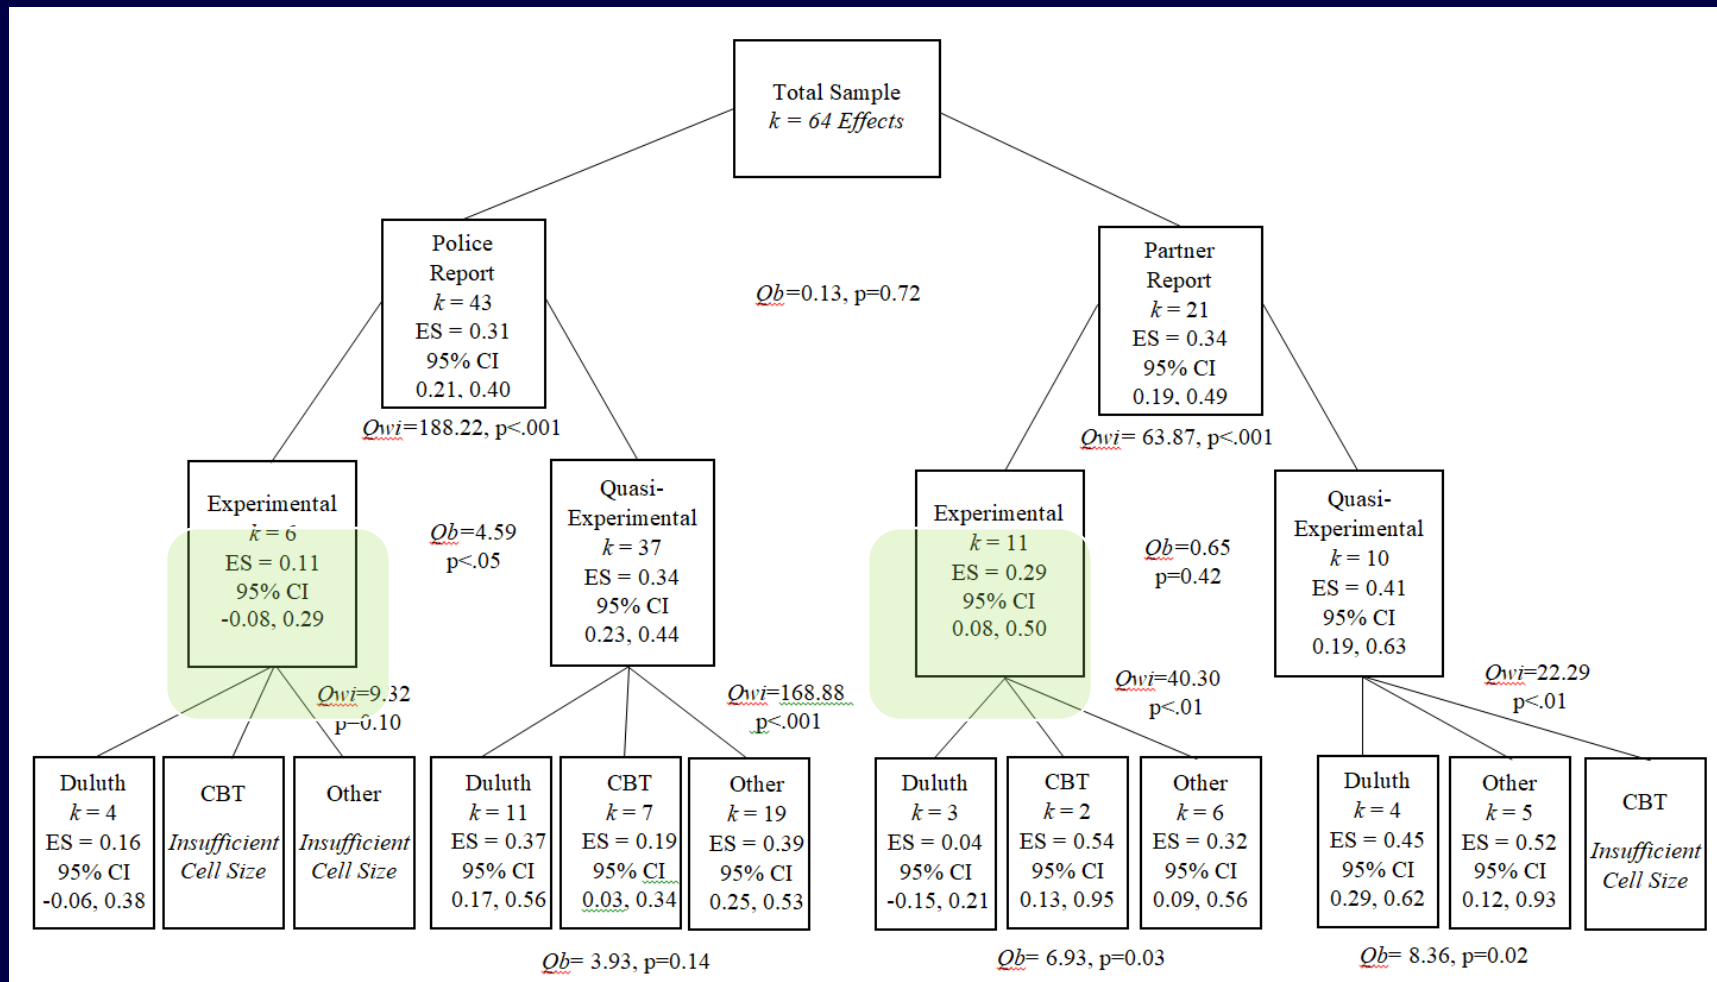 Total Sample
k = 64 Effects
Police
Report
k = 43
ES = 0.31
95% CI
0.21, 0.40
Qb=0.13, p=0.72
Partner
Report
k = 21
ES = 0.34
95% CI
0.19, 0.49
Qwi=188.22, p<.001
Qwi= 63.87, p<.001
Experimental
k = 6
ES = 0.11
95% CI
-0.08, 0.29
Qb=4.59
p<.05
Quasi-
Experimental
k = 37
ES = 0.34
95% CI
0.23, 0.44
Experimental
k = 11
ES = 0.29
95% CI
0.08, 0.50
Qb=0.65
p=0.42
Quasi-
Experimental
k = 10
ES = 0.41
95% CI
0.19, 0.63
Qwi=9.32
p=0.10
Qwi=168.88
p<.001
Qwi=40.30
p<.01
Qwi=22.29
p<.01
Duluth
k = 4
ES = 0.16
95% CI
-0.06, 0.38
CBT
Insufficient
Cell Size
Other
Insufficient
Cell Size
Duluth
k = 11
ES = 0.37
95% CI
0.17, 0.56
CBT
k = 7
ES = 0.19
95% CI
0.03, 0.34
Other
k = 19
ES = 0.39
95% CI
0.25, 0.53
Duluth
k = 3
ES = 0.04
95% CI
-0.15, 0.21
CBT
k = 2
ES = 0.54
95% CI
0.13, 0.95
Other
k = 6
ES = 0.32
95% CI
0.09, 0.56
Duluth
k = 4
ES = 0.45
95% CI
0.29, 0.62
Other
k = 5
ES = 0.52
95% CI
0.12, 0.93
CBT
Insufficient
Cell Size
Qb= 3.93, p=0.14
Qb= 6.93, p=0.03
Qb= 8.36, p=0.02